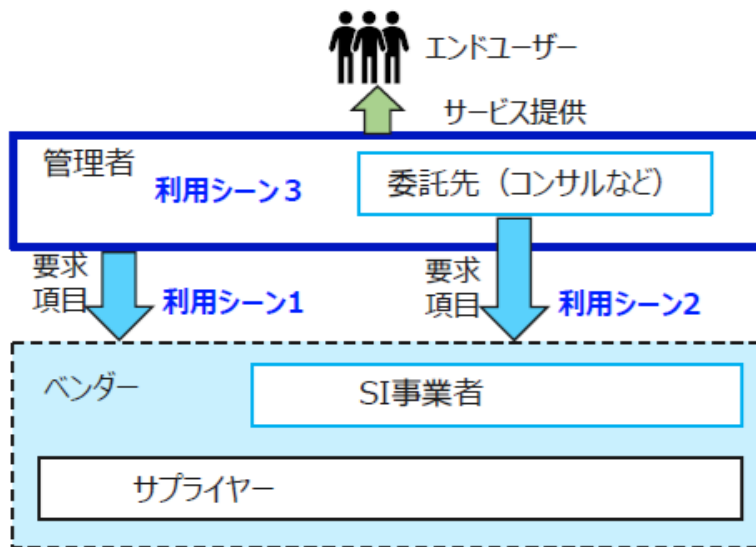 エンドユーザー
サービス提供
管理者
利用シーン３
委託先（コンサルなど）
要求
項目
利用シーン1
要求
項目
利用シーン2
ベンダー
SI事業者
サプライヤー